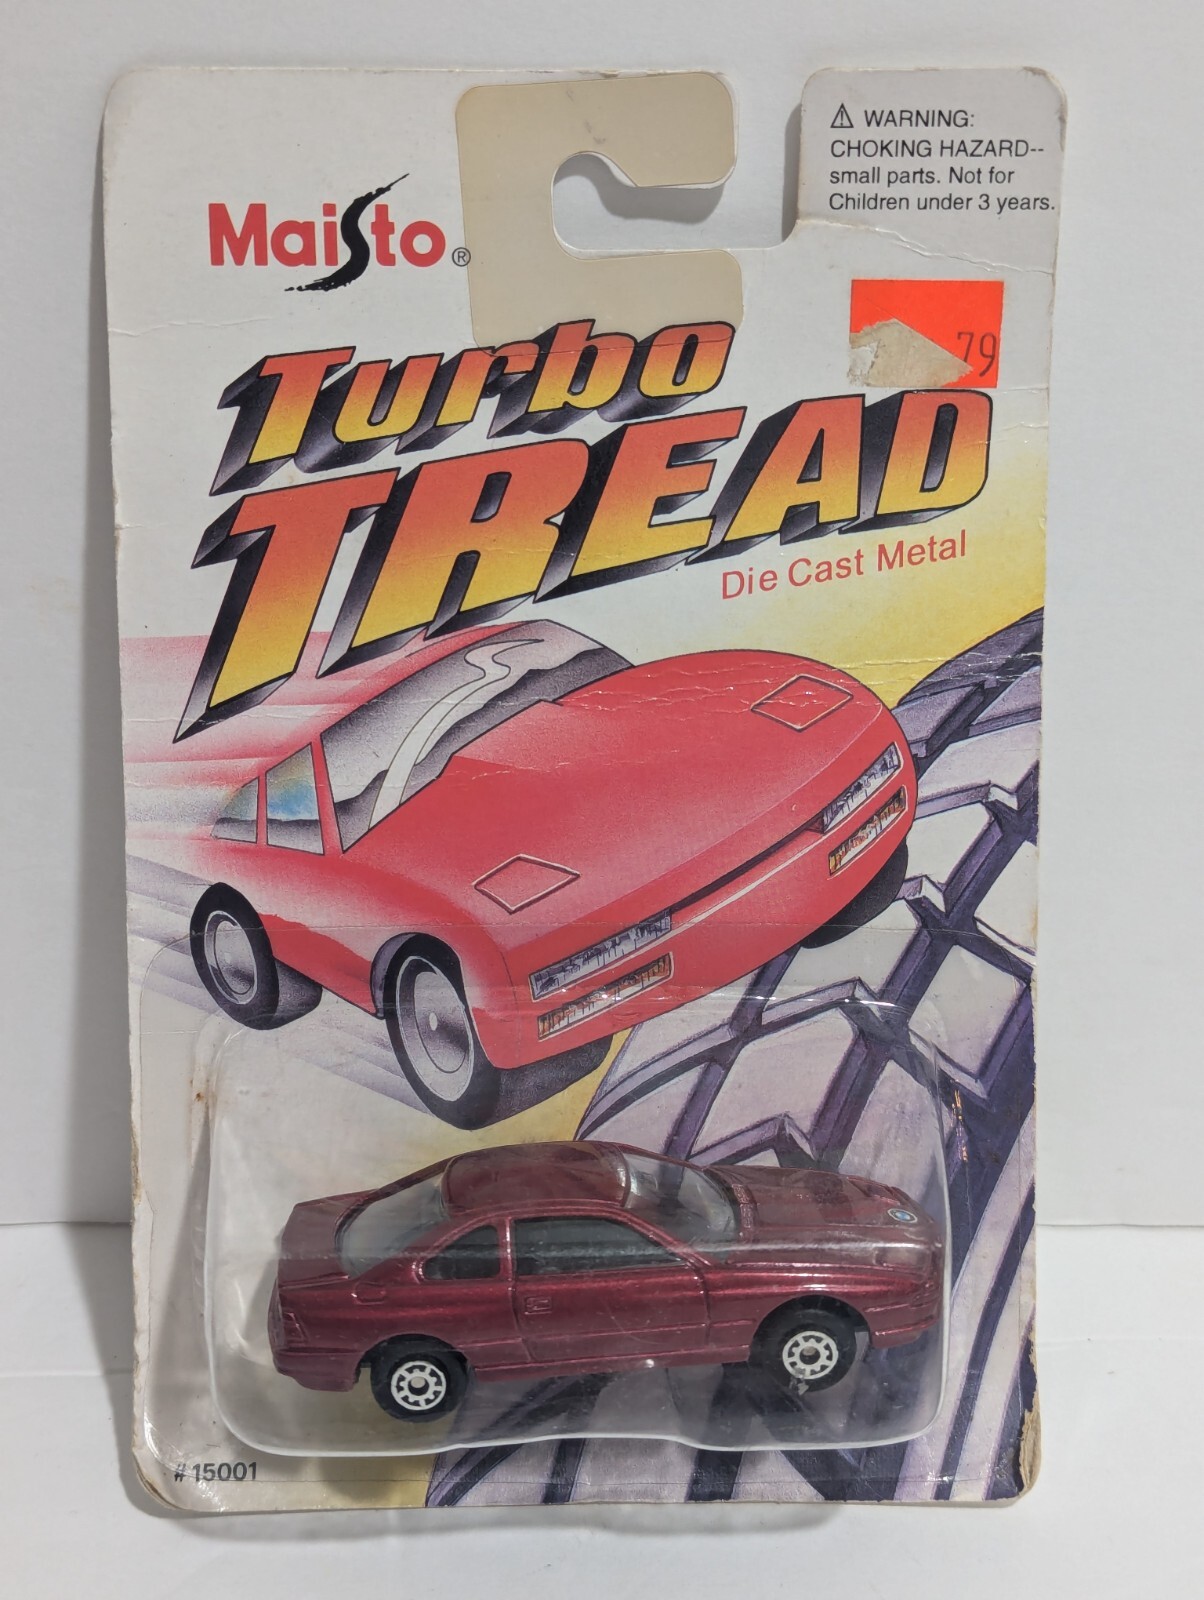 ⚠ WARNING:
CHOKING HAZARD--
small parts. Not for
Children under 3 years.
Maisto®
79
Turbo
TREAD
Die Cast Metal
#15001